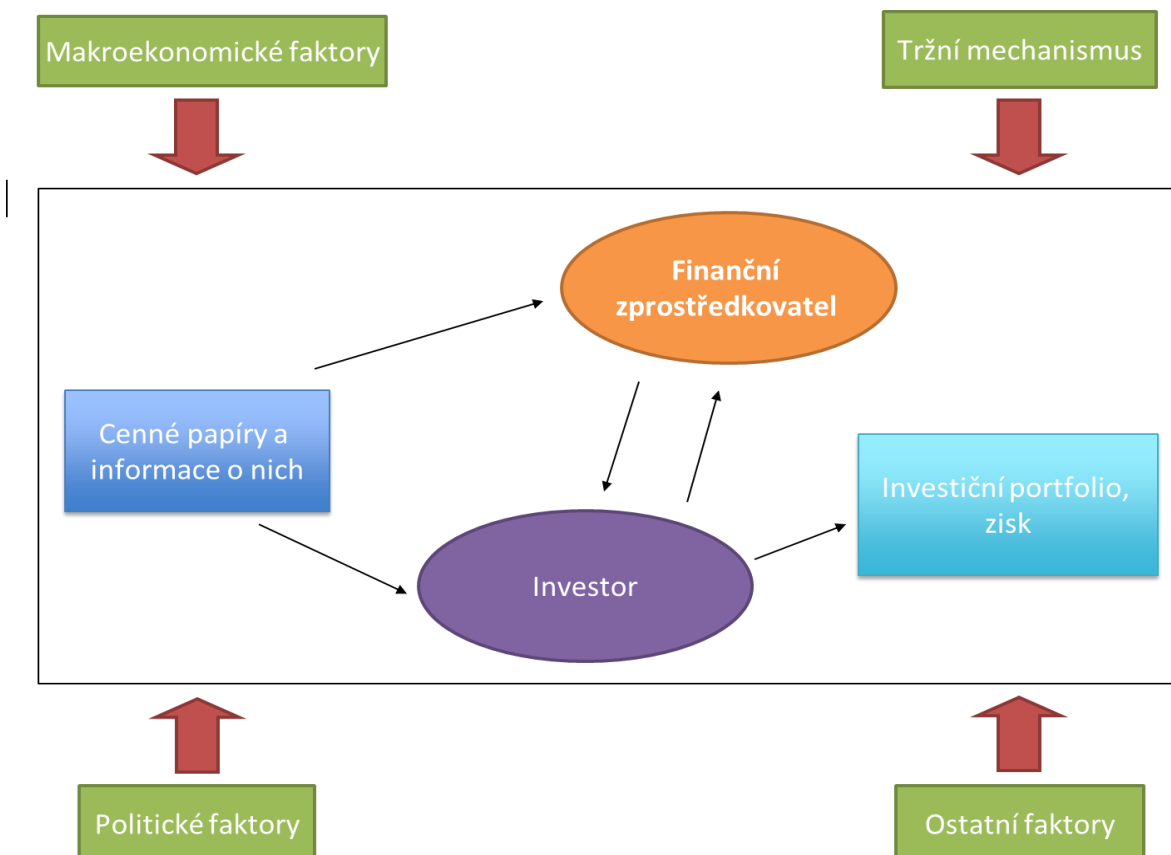 Makroekonomické faktory
Tržní mechanismus
Finanční
zprostředkovatel
Cenné papíry a
informace o nich
Investiční portfolio,
zisk
Investor
Politické faktory
Ostatní faktory